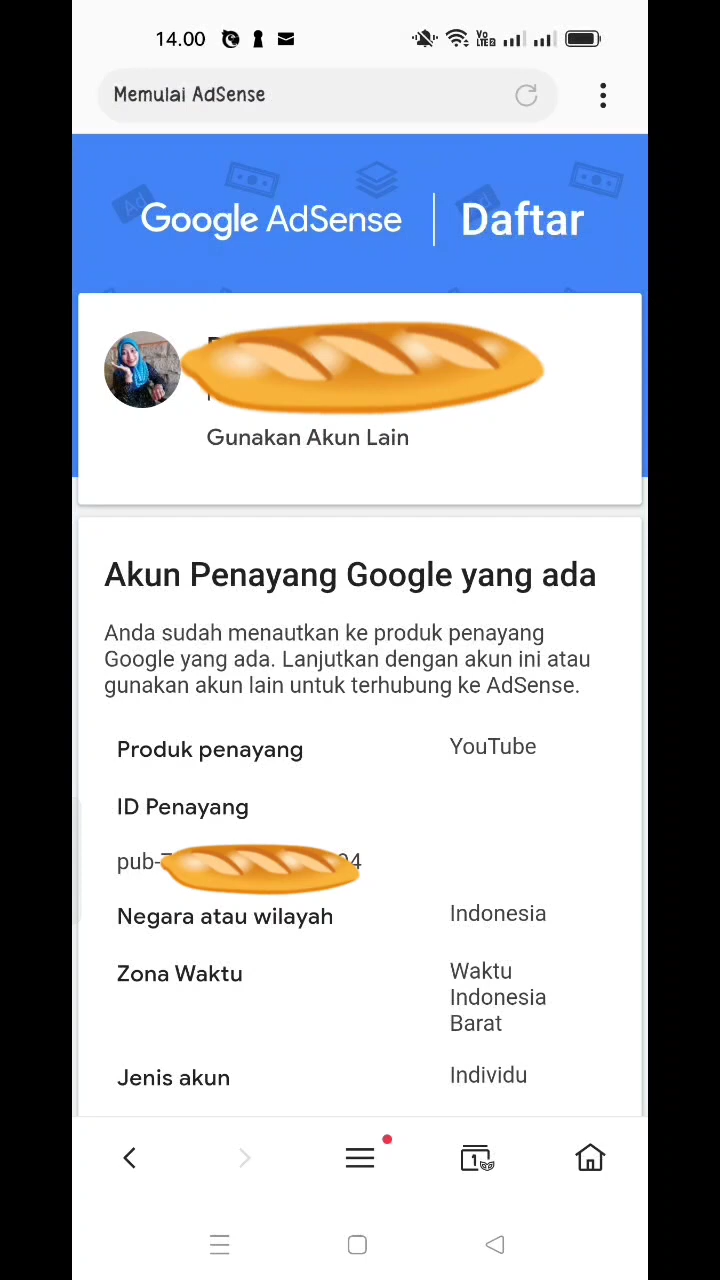 14.00
Memulai AdSense
Google AdSense | Daftar
Gunakan Akun Lain
Akun Penayang Google yang ada
Anda sudah menautkan ke produk penayang
Google yang ada. Lanjutkan dengan akun ini atau
gunakan akun lain untuk terhubung ke AdSense.
Produk penayang YouTube
ID Penayang
pub-
Negara atau wilayah Indonesia
Zona Waktu Waktu
Indonesia
Barat
Jenis akun Individu
1